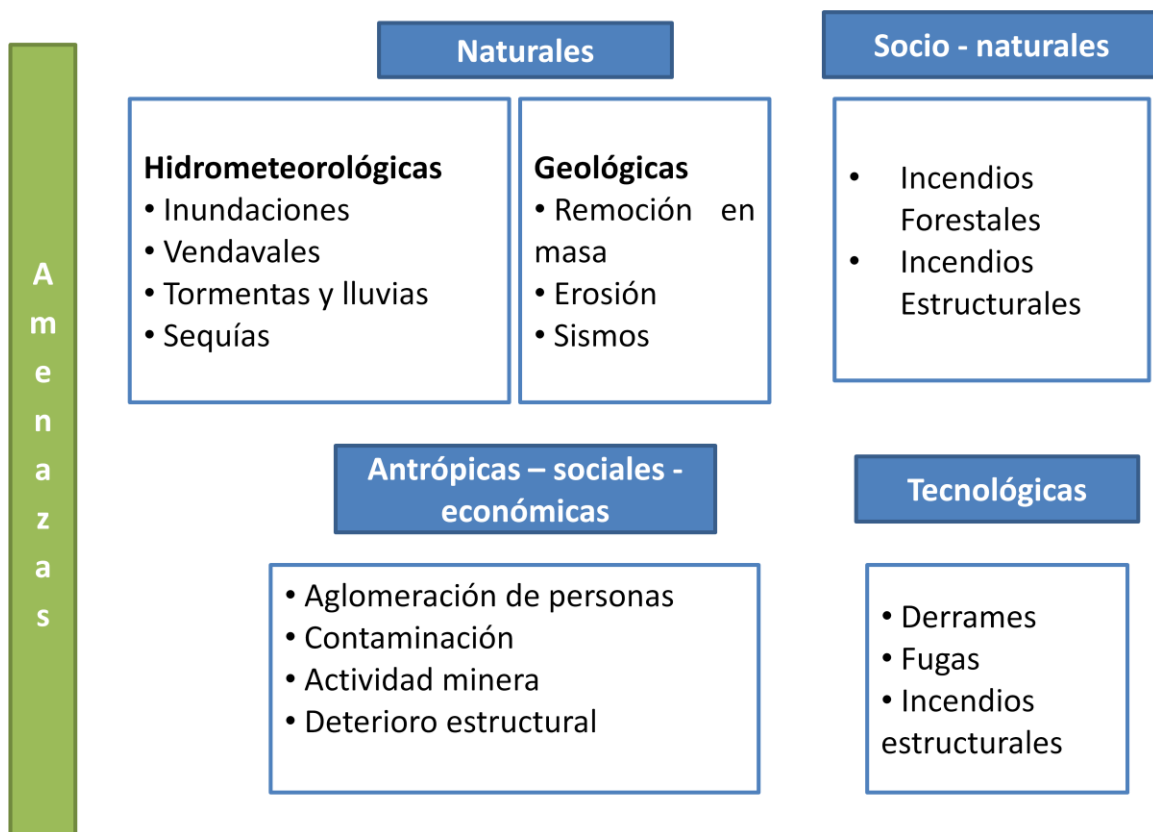 Amenazas
Naturales
Hidrometeorológicas
• Inundaciones
• Vendavales
• Tormentas y lluvias
• Sequías
Geológicas
• Remoción en
masa
• Erosión
• Sismos
Socio - naturales
• Incendios
Forestales
• Incendios
Estructurales
Antrópicas – sociales -
económicas
• Aglomeración de personas
• Contaminación
• Actividad minera
• Deterioro estructural
Tecnológicas
• Derrames
• Fugas
• Incendios
estructurales